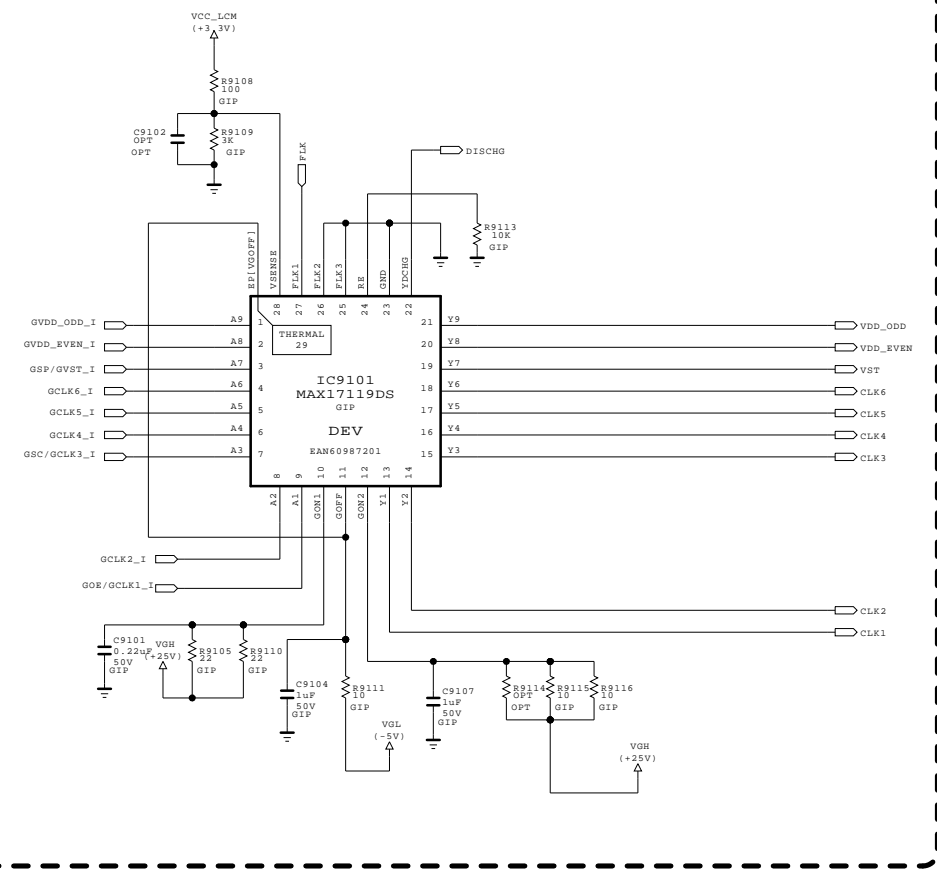 VCC_LCM
(+3.3V)
R9108
100
GIP
C9102
OPT
OPT
R9109
3K
GIP
FLK
DISCHG
R9113
10K
GIP
EP[VGOFF]
VSENSE
FLK1
FLK2
FLK3
RE
GND
YDCHG
28
27
26
25
24
23
22
GVDD_ODD_I
A9
1
THERMAL
29
21
Y9
VDD_ODD
GVDD_EVEN_I
A8
2
20
Y8
VDD_EVEN
GSP/GVST_I
A7
3
19
Y7
VST
GCLK6_I
A6
4
IC9101
MAX17119DS
GIP
18
Y6
CLK6
GCLK5_I
A5
5
17
Y5
CLK5
GCLK4_I
A4
6
DEV
16
Y4
CLK4
GSC/GCLK3_I
A3
7
EAN60987201
15
Y3
CLK3
8
9
10
11
12
13
14
A2
A1
GON1
GOFF
GON2
Y1
Y2
GCLK2_I
GOE/GCLK1_I
CLK2
CLK1
C9101
0.22uF
50V
GIP
VGH
(+25V)
R9105
22
GIP
R9110
22
GIP
C9104
1uF
50V
GIP
R9111
10
GIP
VGL
(-5V)
C9107
1uF
50V
GIP
R9114
OPT
OPT
R9115
10
GIP
R9116
10
GIP
VGH
(+25V)